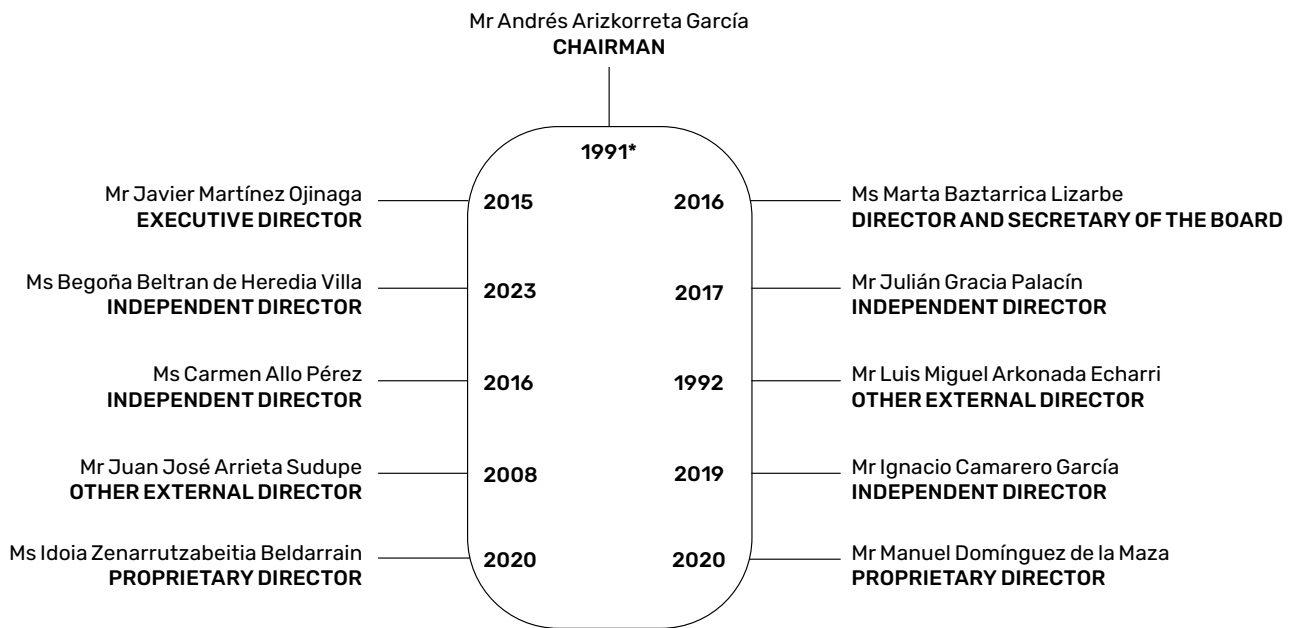 Mr Andrés Arizkorreta García
CHAIRMAN
1991*
Mr Javier Martínez Ojinaga
EXECUTIVE DIRECTOR
2015
2016
Ms Marta Baztarrica Lizarbe
DIRECTOR AND SECRETARY OF THE BOARD
Ms Begoña Beltran de Heredia Villa
INDEPENDENT DIRECTOR
2023
2017
Mr Julián Gracia Palacín
INDEPENDENT DIRECTOR
Ms Carmen Allo Pérez
INDEPENDENT DIRECTOR
2016
1992
Mr Luis Miguel Arkonada Echarri
OTHER EXTERNAL DIRECTOR
Mr Juan José Arrieta Sudupe
OTHER EXTERNAL DIRECTOR
2008
2019
Mr Ignacio Camarero García
INDEPENDENT DIRECTOR
Ms Idoia Zenarrutzabeitia Beldarrain
PROPRIETARY DIRECTOR
2020
2020
Mr Manuel Domínguez de la Maza
PROPRIETARY DIRECTOR